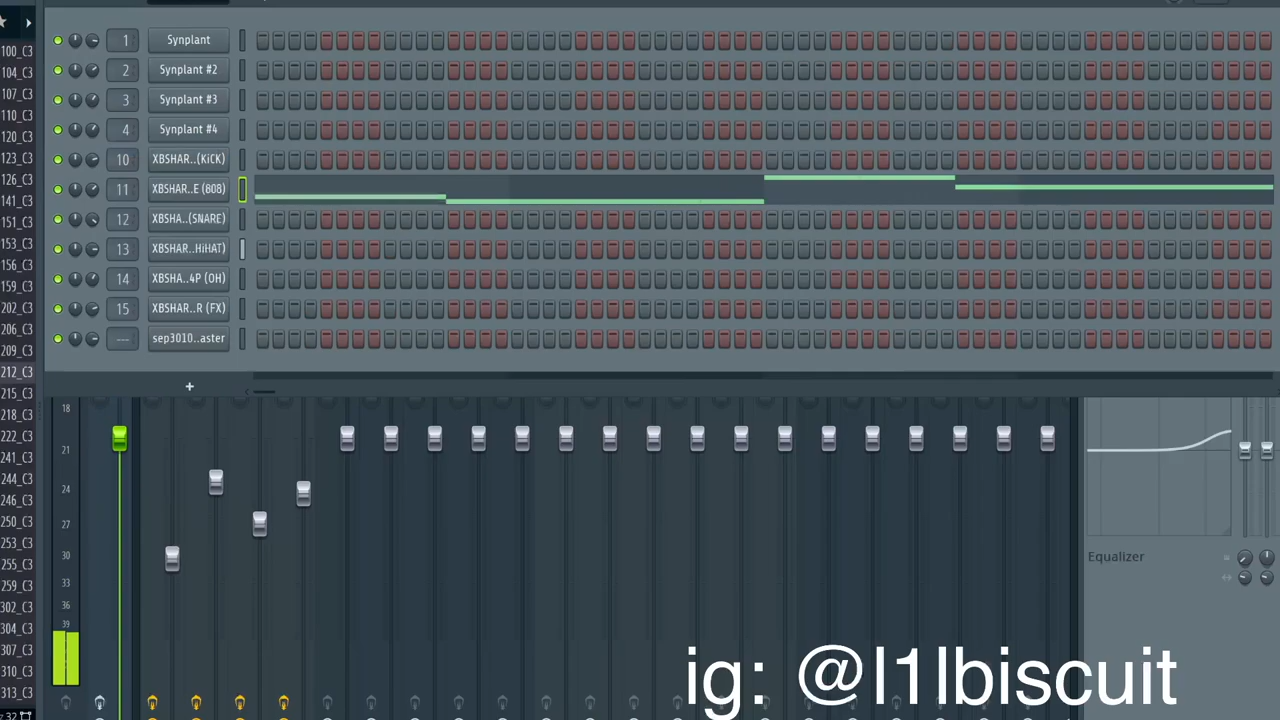 100_C3
104_C3
107_C3
110_C3
120_C3
123_C3
126_C3
141_C3
151_C3
153_C3
156_C3
159_C3
202_C3
206_C3
209_C3
212_C3
215_C3
218_C3
222_C3
241_C3
244_C3
246_C3
250_C3
253_C3
255_C3
259_C3
302_C3
304_C3
307_C3
310_C3
313_C3
1 Synplant
2 Synplant #2
3 Synplant #3
4 Synplant #4
10 XBSHAR..(KiCK)
11 XBSHAR..E (808)
12 XBSHA..(SNARE)
13 XBSHAR..HiHAT)
14 XBSHA..4P (OH)
15 XBSHAR..R (FX)
--- sep3010..aster
+
18
21
24
27
30
33
36
39
Equalizer
ig: @l1lbiscuit